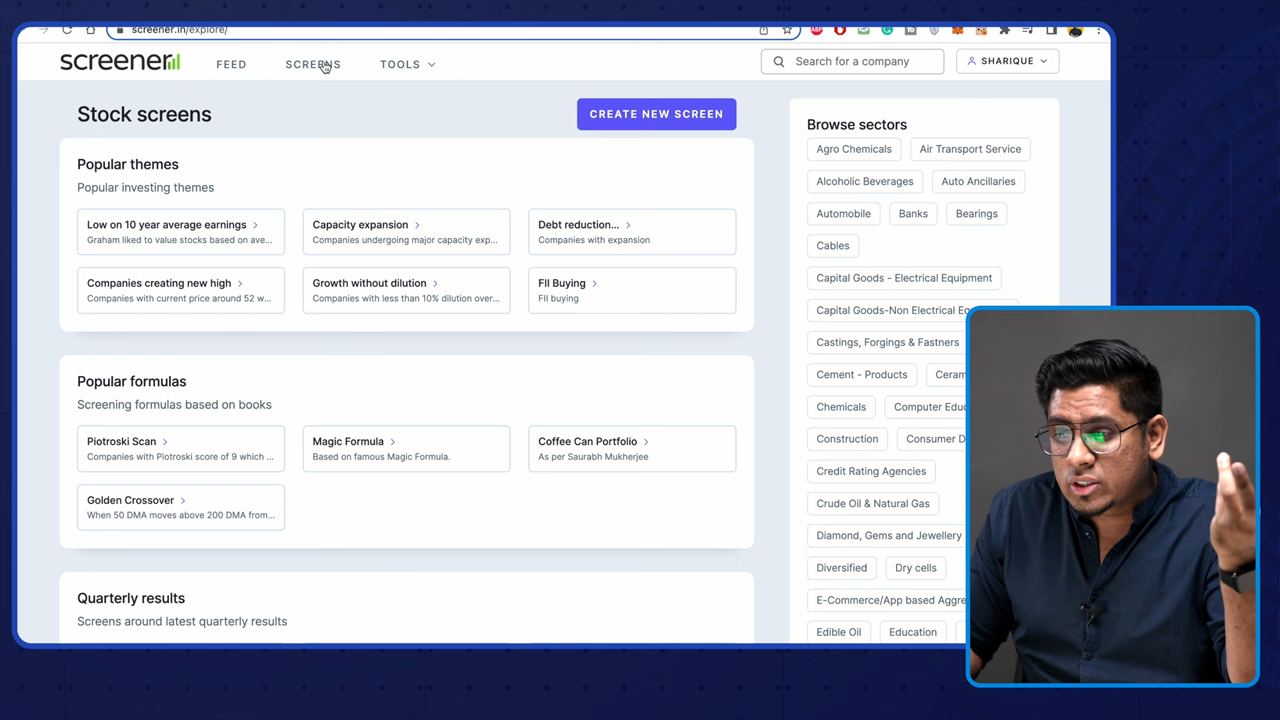 screener.in/explore/
screener
FEED
SCREENS
TOOLS
Search for a company
SHARIQUE
Stock screens
CREATE NEW SCREEN
Popular themes
Popular investing themes
Low on 10 year average earnings
Graham liked to value stocks based on ave...
Capacity expansion
Companies undergoing major capacity exp...
Debt reduction...
Companies with expansion
Companies creating new high
Companies with current price around 52 w...
Growth without dilution
Companies with less than 10% dilution over...
FII Buying
FII buying
Popular formulas
Screening formulas based on books
Piotroski Scan
Companies with Piotroski score of 9 which ...
Magic Formula
Based on famous Magic Formula.
Coffee Can Portfolio
As per Saurabh Mukherjee
Golden Crossover
When 50 DMA moves above 200 DMA from...
Quarterly results
Screens around latest quarterly results
Browse sectors
Agro Chemicals
Air Transport Service
Alcoholic Beverages
Auto Ancillaries
Automobile
Banks
Bearings
Cables
Capital Goods - Electrical Equipment
Capital Goods-Non Electrical Eq
Castings, Forgings & Fastners
Cement - Products
Ceram
Chemicals
Computer Educ
Construction
Consumer D
Credit Rating Agencies
Crude Oil & Natural Gas
Diamond, Gems and Jewellery
Diversified
Dry cells
E-Commerce/App based Aggre
Edible Oil
Education